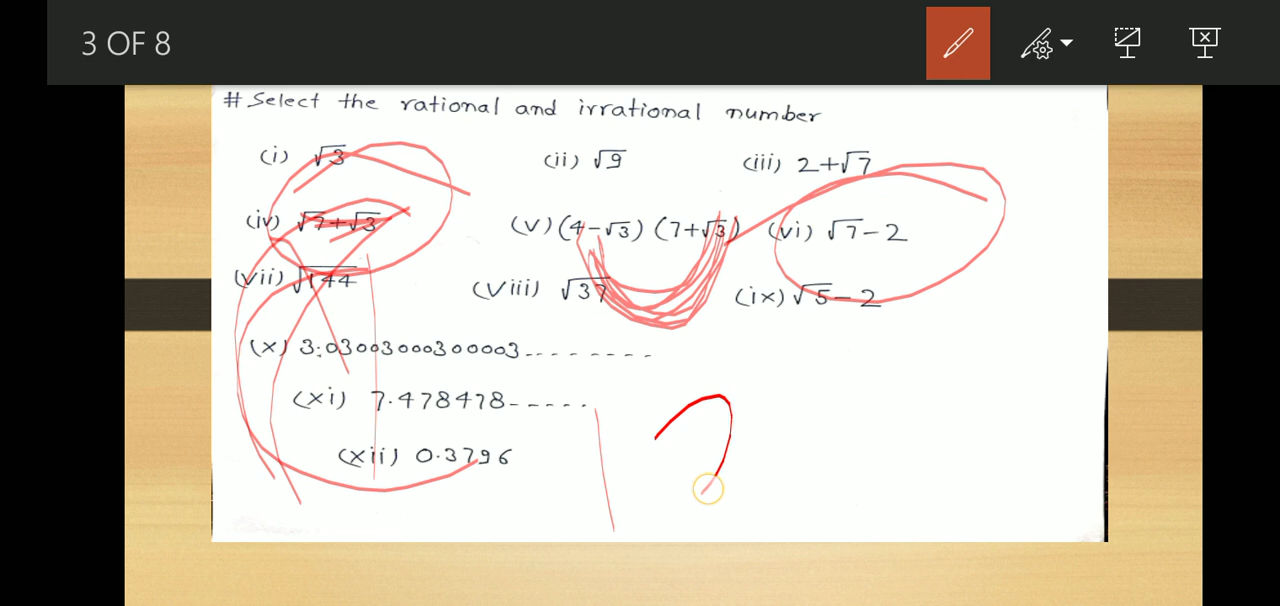 3 OF 8
# Select the rational and irrational number
(i) √3 (ii) √9 (iii) 2+√7
(iv) √7+√3 (v) (4-√3) (7+√3) (vi) √7-2
(vii) √144 (viii) √37 (ix) √5-2
(x) 3.03003000300003--------
(xi) 7.478478-----
(xii) 0.3796
?